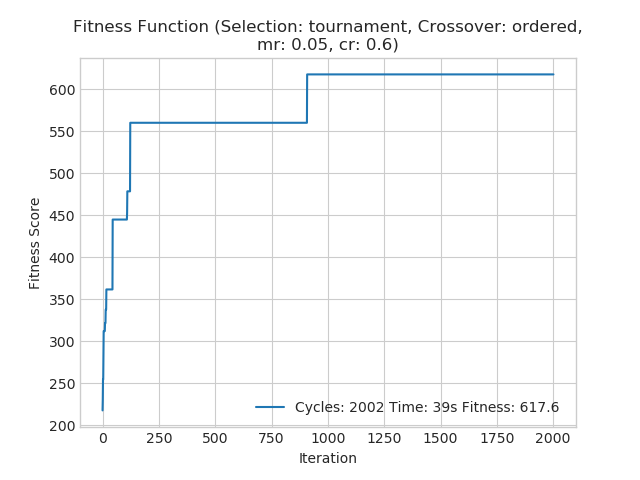 Fitness Function (Selection: tournament, Crossover: ordered,
mr: 0.05, cr: 0.6)
600
550
500
450
400
350
300
250
200
Fitness Score
Cycles: 2002 Time: 39s Fitness: 617.6
0 250 500 750 1000 1250 1500 1750 2000
Iteration